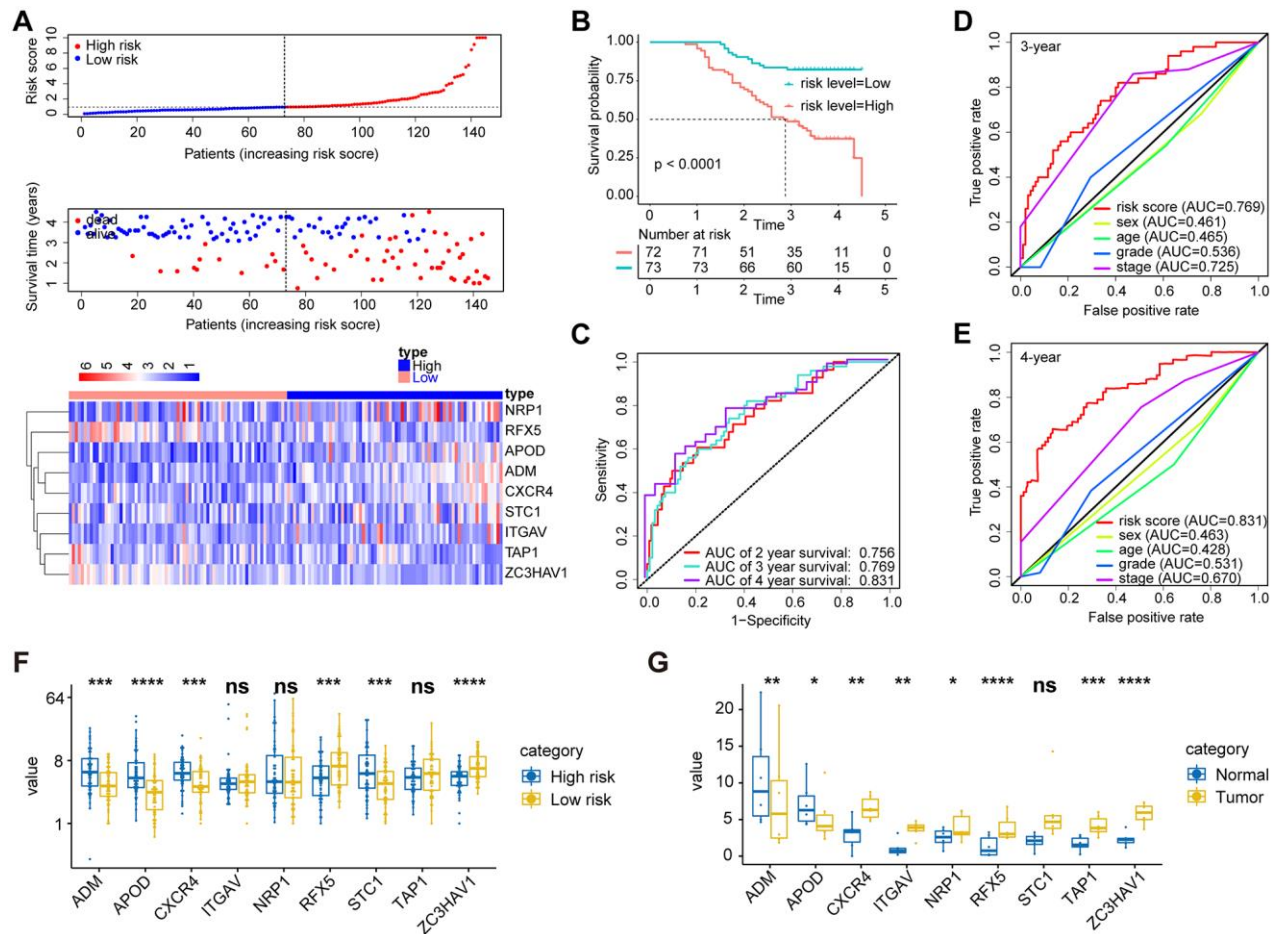 A
High risk
Low risk
Risk score
0 2 4 6 8 10
0 20 40 60 80 100 120 140
Patients (increasing risk socre)
dead
alive
Survival time (years)
1 2 3 4
0 20 40 60 80 100 120 140
Patients (increasing risk socre)
6 5 4 3 2 1
type
High
Low
type
NRP1
RFX5
APOD
ADM
CXCR4
STC1
ITGAV
TAP1
ZC3HAV1
B
Survival probability
1.00
0.75
0.50
0.25
0.00
risk level=Low
risk level=High
p < 0.0001
0 1 2 3 4 5
Time
Number at risk
72 71 51 35 11 0
73 73 66 60 15 0
0 1 2 3 4 5
Time
C
Sensitivity
0.0 0.2 0.4 0.6 0.8 1.0
AUC of 2 year survival: 0.756
AUC of 3 year survival: 0.769
AUC of 4 year survival: 0.831
0.0 0.2 0.4 0.6 0.8 1.0
1−Specificity
D
3-year
True positive rate
0.0 0.2 0.4 0.6 0.8 1.0
risk score (AUC=0.769)
sex (AUC=0.461)
age (AUC=0.465)
grade (AUC=0.536)
stage (AUC=0.725)
0.0 0.2 0.4 0.6 0.8 1.0
False positive rate
E
4-year
True positive rate
0.0 0.2 0.4 0.6 0.8 1.0
risk score (AUC=0.831)
sex (AUC=0.463)
age (AUC=0.428)
grade (AUC=0.531)
stage (AUC=0.670)
0.0 0.2 0.4 0.6 0.8 1.0
False positive rate
F
*** **** *** ns ns *** *** ns ****
value
64
8
1
ADM APOD CXCR4 ITGAV NRP1 RFX5 STC1 TAP1 ZC3HAV1
category
High risk
Low risk
G
** * ** ** * **** ns *** ****
value
20
15
10
5
0
ADM APOD CXCR4 ITGAV NRP1 RFX5 STC1 TAP1 ZC3HAV1
category
Normal
Tumor